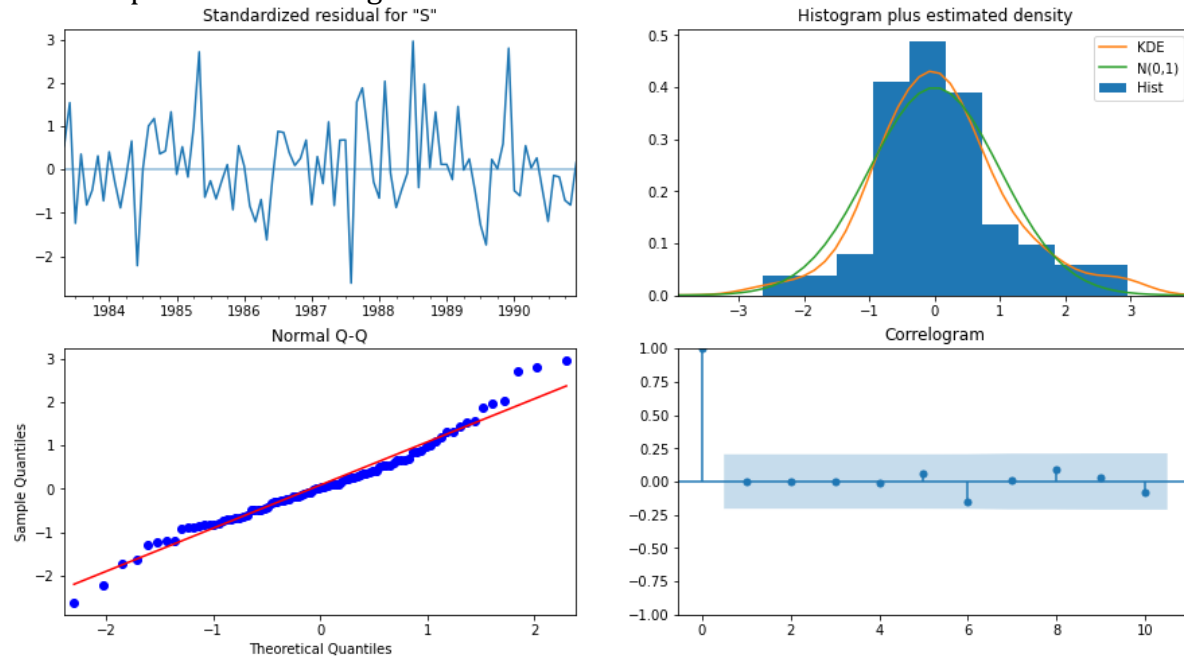 Standardized residual for "S"
3
2
1
0
−1
−2
1984 1985 1986 1987 1988 1989 1990
Histogram plus estimated density
KDE
N(0,1)
Hist
0.5
0.4
0.3
0.2
0.1
0.0
−3 −2 −1 0 1 2 3
Normal Q-Q
Sample Quantiles
3
2
1
0
−1
−2
−2 −1 0 1 2
Theoretical Quantiles
Correlogram
1.00
0.75
0.50
0.25
0.00
−0.25
−0.50
−0.75
−1.00
0 2 4 6 8 10